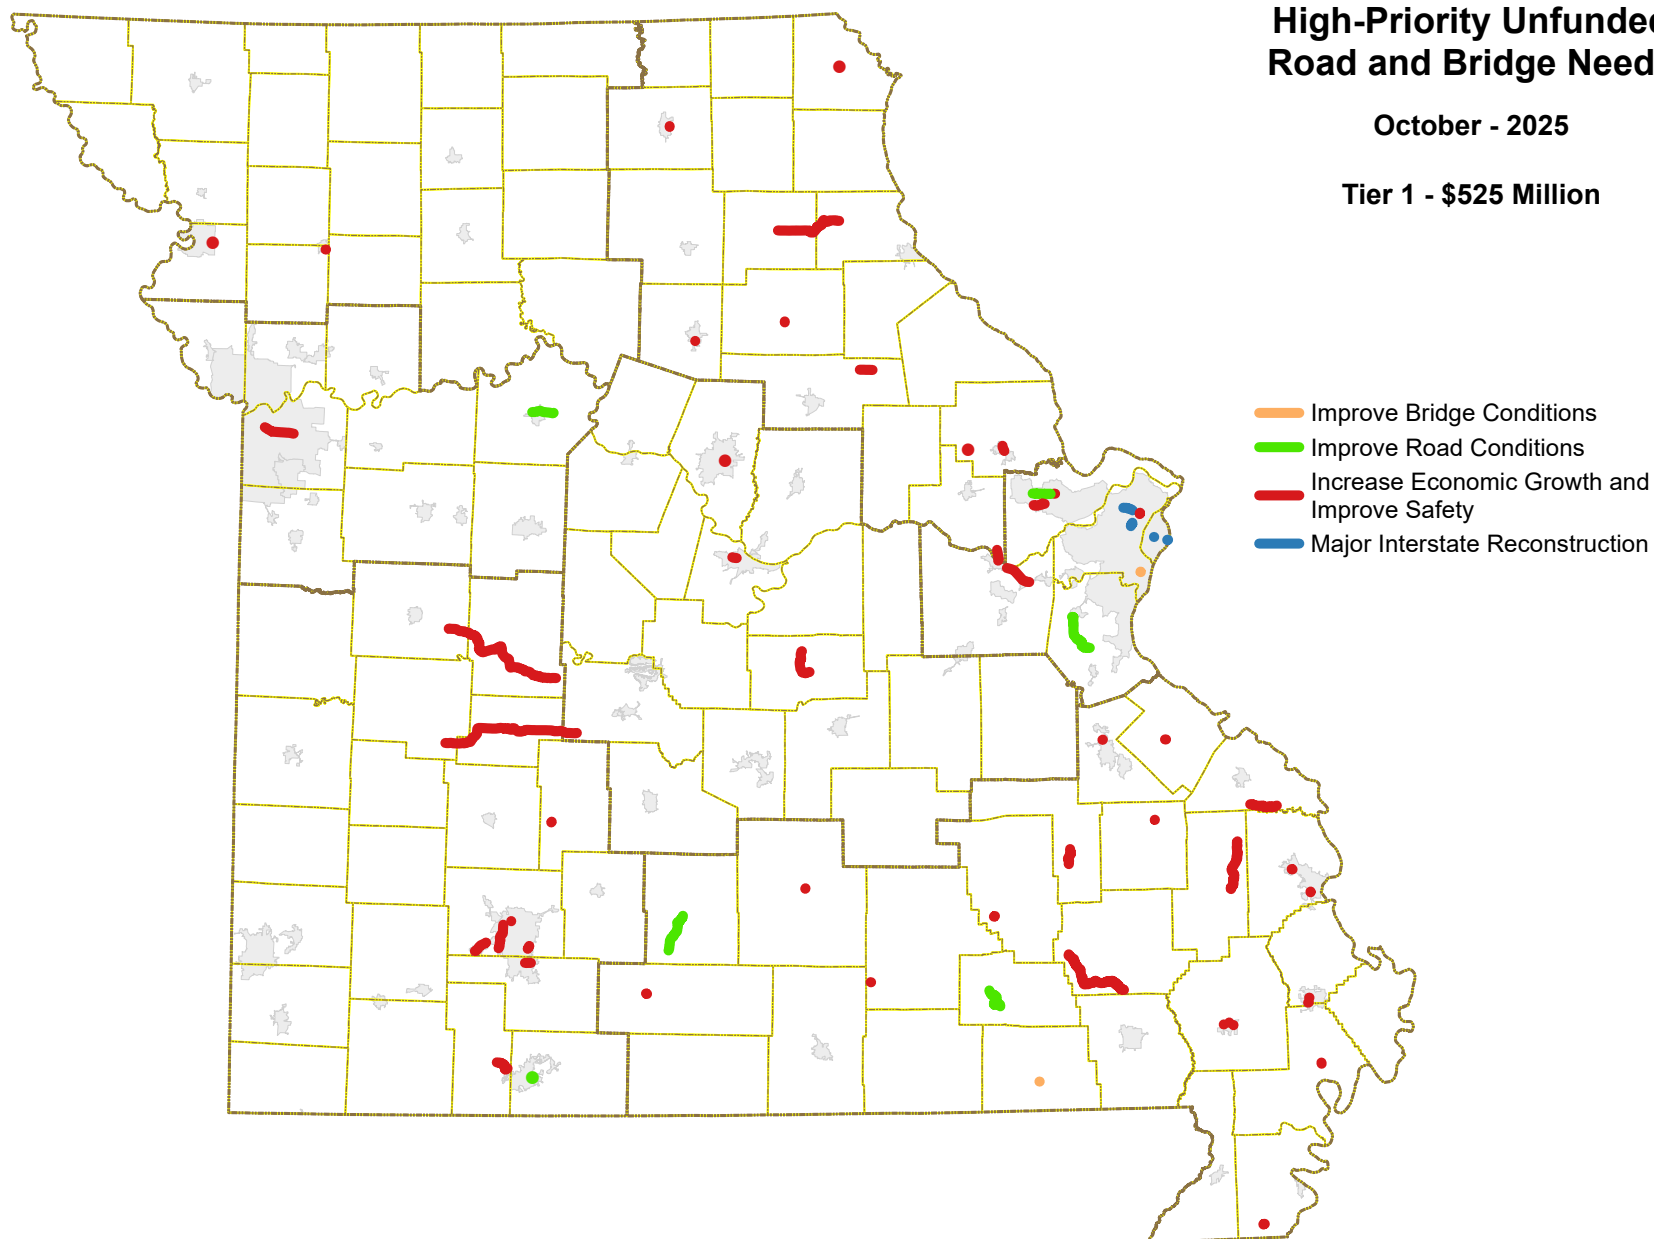 High-Priority Unfunded
Road and Bridge Need
October - 2025
Tier 1 - $525 Million
Improve Bridge Conditions
Improve Road Conditions
Increase Economic Growth and
Improve Safety
Major Interstate Reconstruction